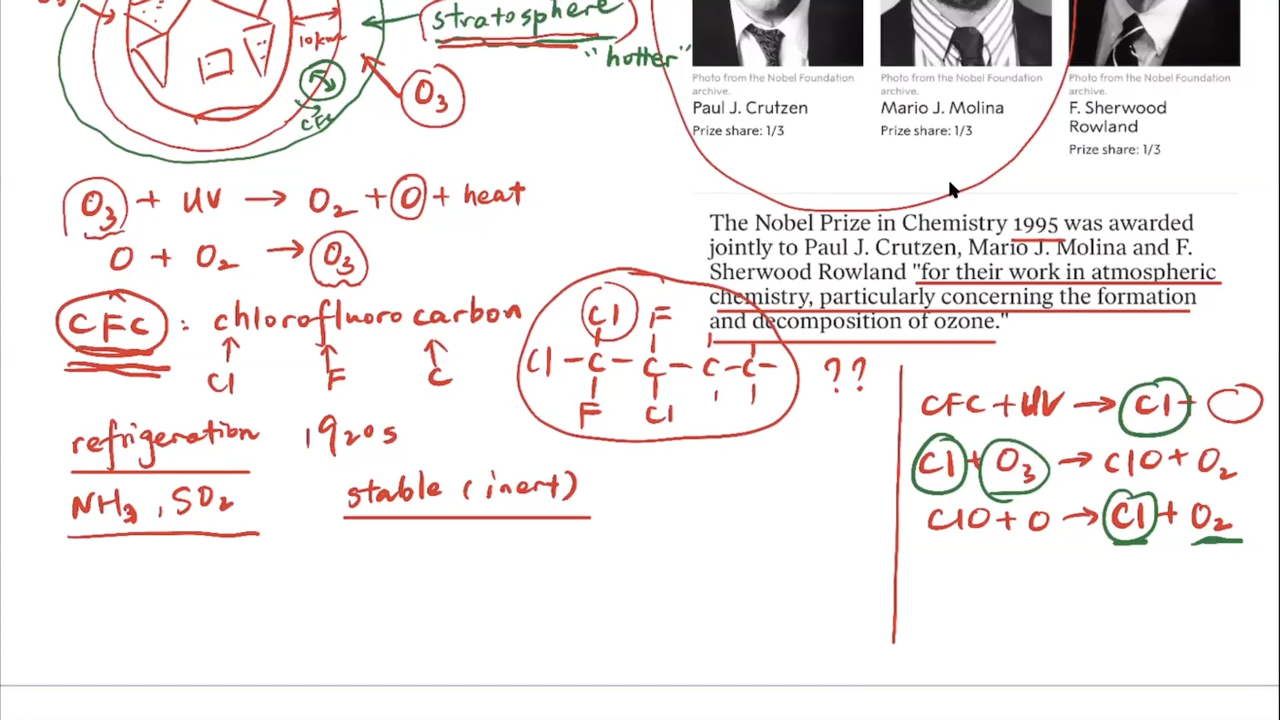 stratosphere
10km
"hotter"
O3
CFC
Photo from the Nobel Foundation archive.
Paul J. Crutzen
Prize share: 1/3
Photo from the Nobel Foundation archive.
Mario J. Molina
Prize share: 1/3
Photo from the Nobel Foundation archive.
F. Sherwood
Rowland
Prize share: 1/3
O3 + UV → O2 + O + heat
O + O2 → O3
The Nobel Prize in Chemistry 1995 was awarded
jointly to Paul J. Crutzen, Mario J. Molina and F.
Sherwood Rowland "for their work in atmospheric
chemistry, particularly concerning the formation
and decomposition of ozone."
CFC : chlorofluorocarbon
Cl F C
Cl F
Cl - C - C - C - C - ??
F Cl
refrigeration 1920s
NH3, SO2
stable (inert)
CFC + UV → Cl +
Cl + O3 → ClO + O2
ClO + O → Cl + O2